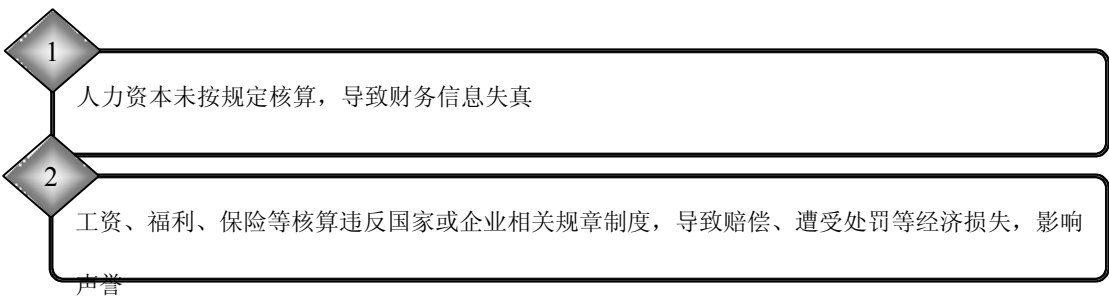 1
人力资本未按规定核算，导致财务信息失真
2
工资、福利、保险等核算违反国家或企业相关规章制度，导致赔偿、遭受处罚等经济损失，影响
声誉